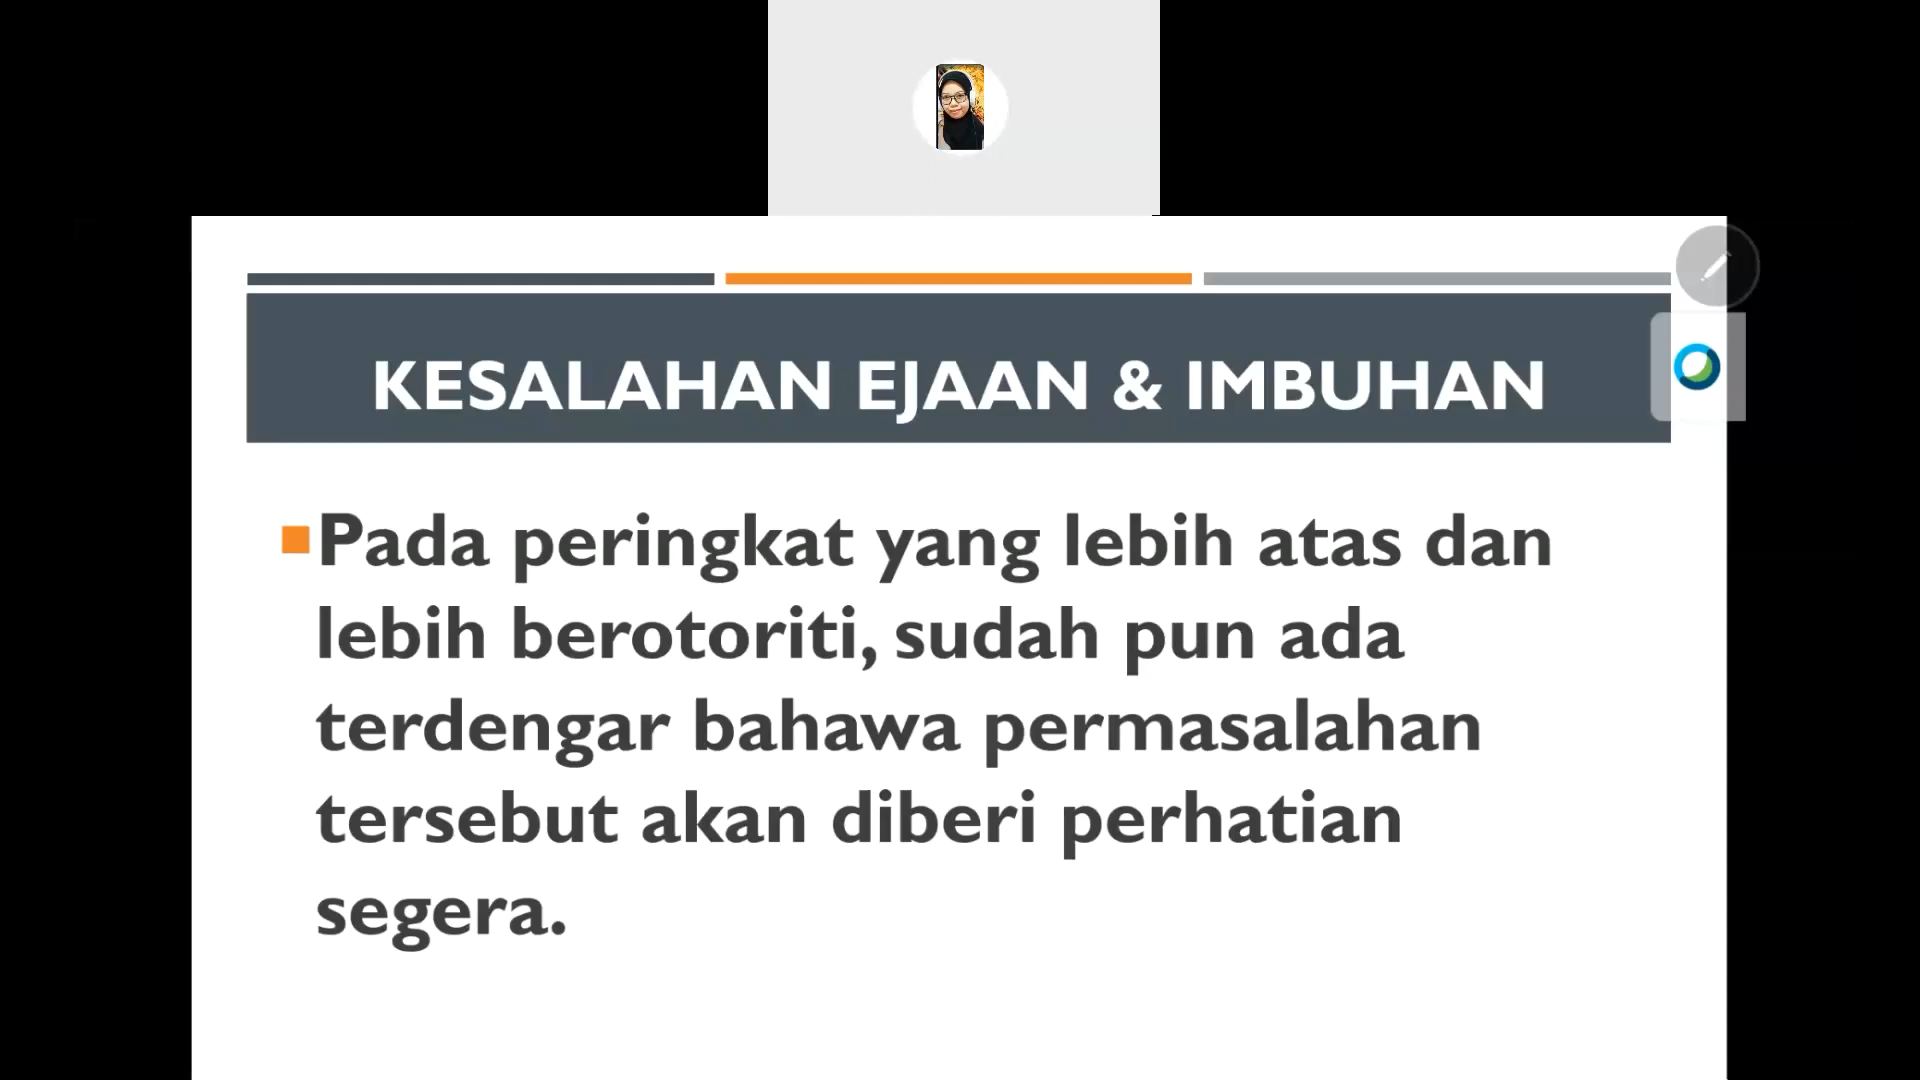 KESALAHAN EJAAN & IMBUHAN
Pada peringkat yang lebih atas dan
lebih berotoriti, sudah pun ada
terdengar bahawa permasalahan
tersebut akan diberi perhatian
segera.